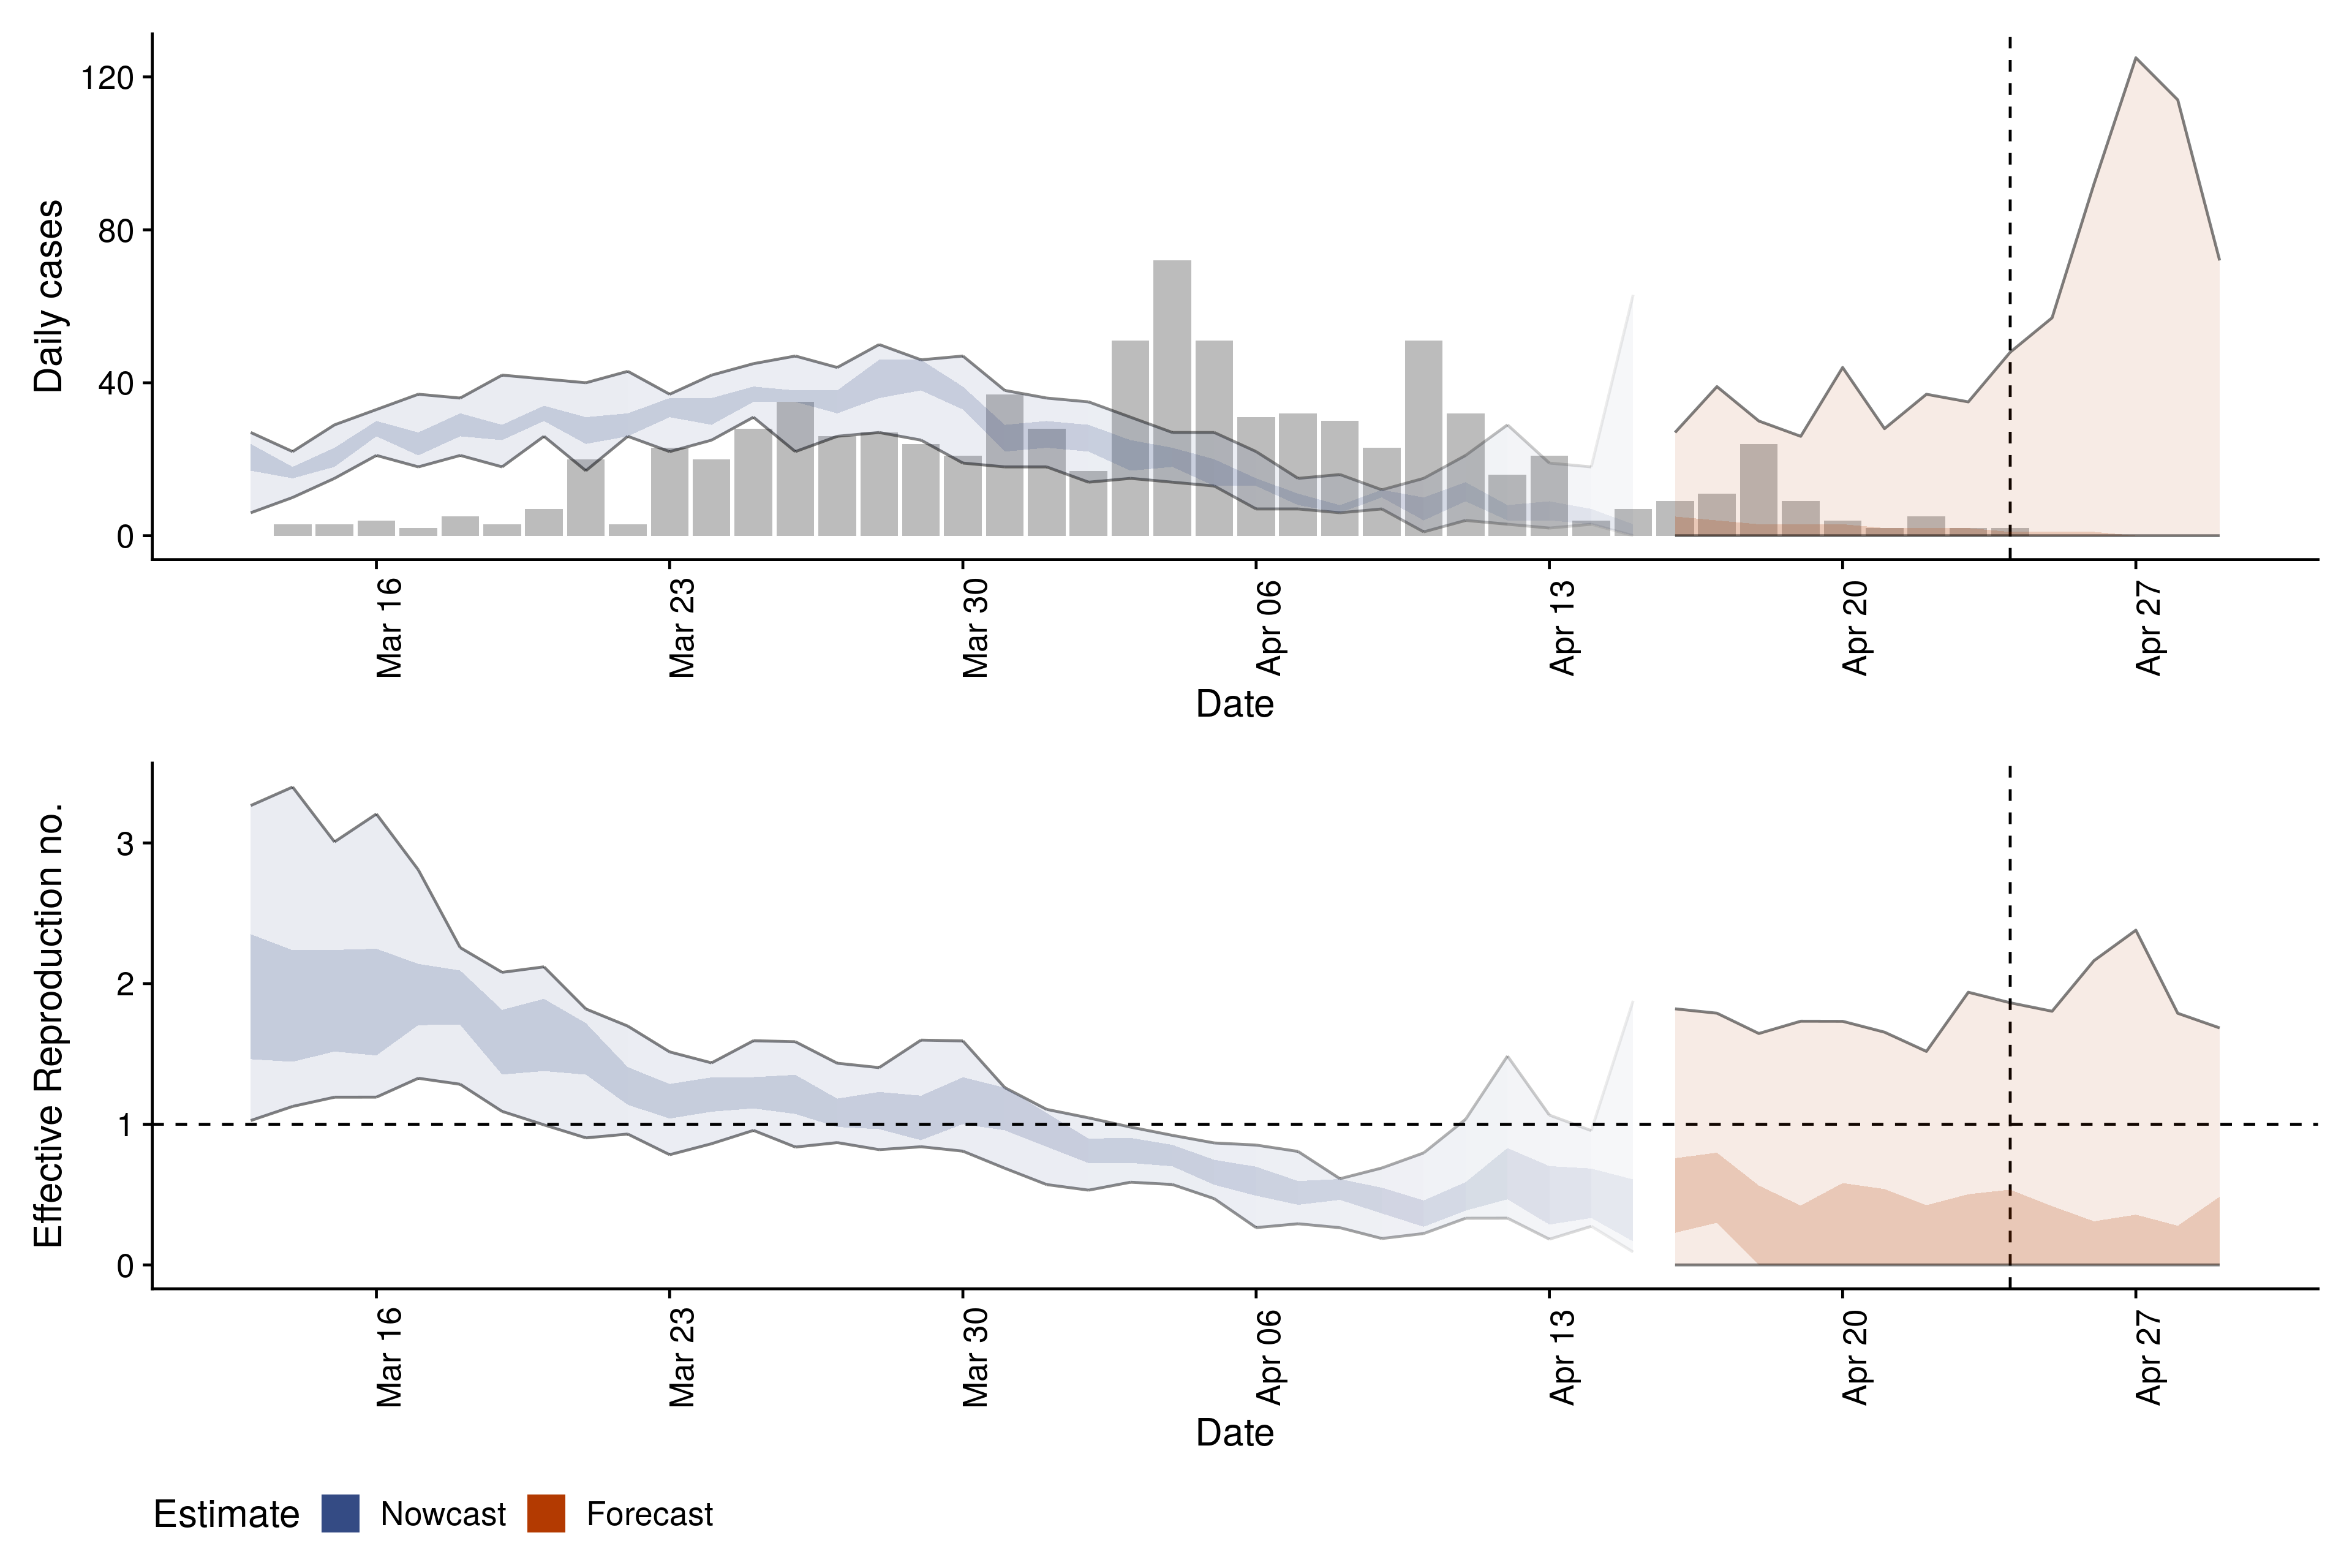 120
80
40
0
Daily cases
Mar 16
Mar 23
Mar 30
Apr 06
Apr 13
Apr 20
Apr 27
Date
3
2
1
0
Effective Reproduction no.
Mar 16
Mar 23
Mar 30
Apr 06
Apr 13
Apr 20
Apr 27
Date
Estimate Nowcast Forecast